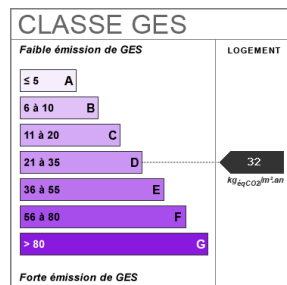 CLASSE GES
Faible émission de GES
LOGEMENT
≤ 5 A
6 à 10 B
11 à 20 C
21 à 35 D
32
kgéqCO2/m².an
36 à 55 E
56 à 80 F
> 80 G
Forte émission de GES